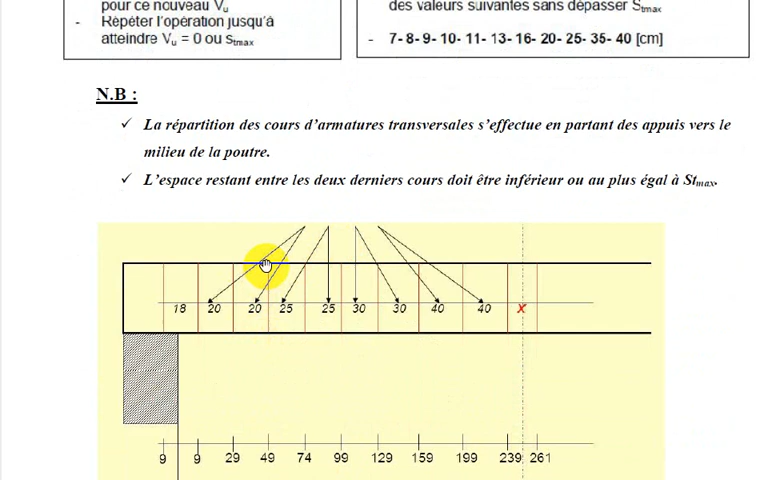 pour ce nouveau Vu
- Répéter l'opération jusqu'à
atteindre Vu = 0 ou Stmax
des valeurs suivantes sans dépasser Stmax
- 7- 8- 9- 10- 11- 13- 16- 20- 25- 35- 40 [cm]
N.B :
✓ La répartition des cours d'armatures transversales s'effectue en partant des appuis vers le
milieu de la poutre.
✓ L'espace restant entre les deux derniers cours doit être inférieur ou au plus égal à Stmax.
18 20 20 25 25 30 30 40 40 X
9 9 29 49 74 99 129 159 199 239 261